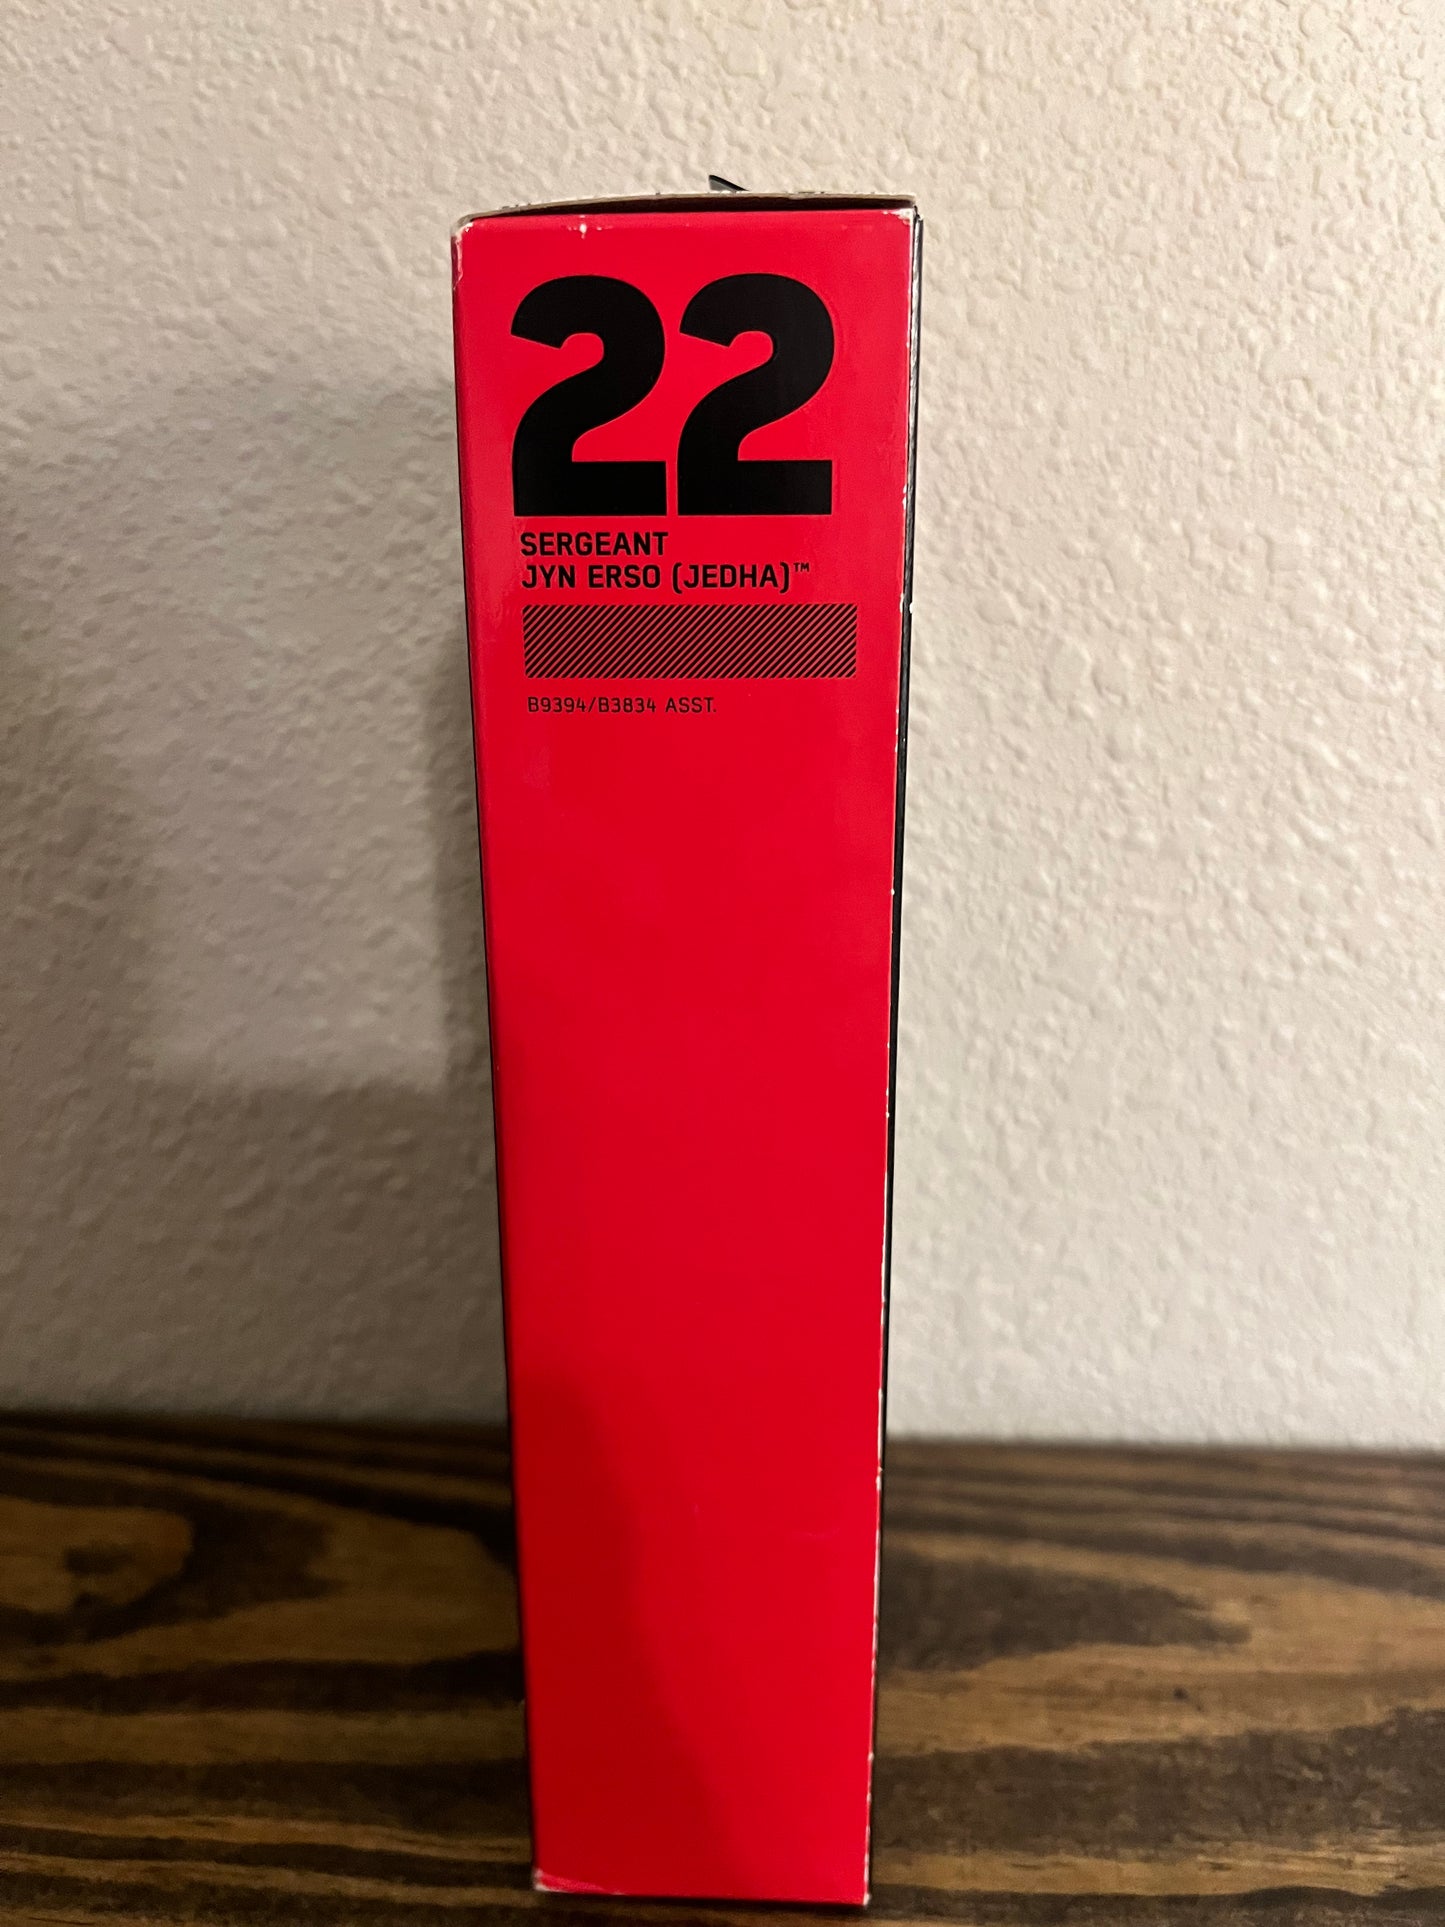 22
SERGEANT
JYN ERSO (JEDHA)™
B9394/B3834 ASST.